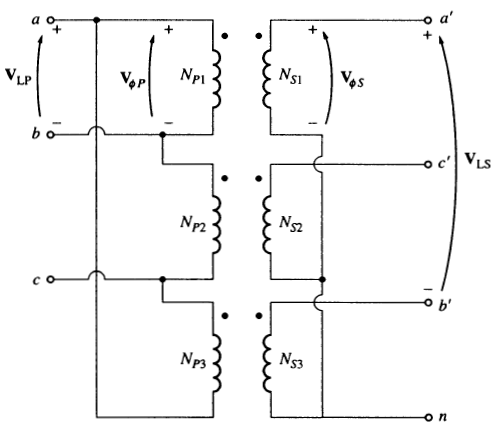 a + + + a′
+
V_LP V_ϕP N_P1 N_S1 V_ϕS
− − −
b
V_LS
c′
N_P2 N_S2
c
−
b′
N_P3 N_S3
n